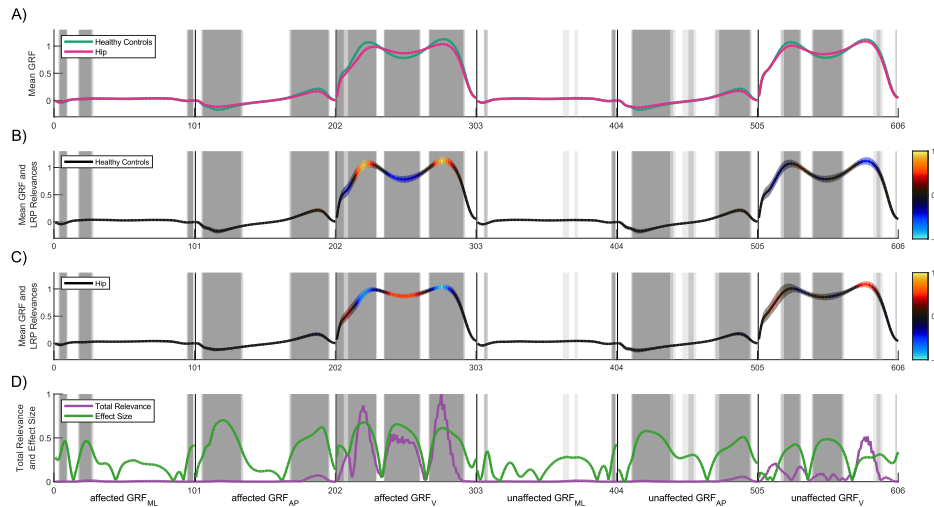 A)
Mean GRF
1
0.5
0
Healthy Controls
Hip
0 101 202 303 404 505 606
B)
Mean GRF and
LRP Relevances
1
0.5
0
Healthy Controls
0 101 202 303 404 505 606
1
0
C)
Mean GRF and
LRP Relevances
1
0.5
0
Hip
0 101 202 303 404 505 606
1
0
D)
Total Relevance
and Effect Size
1
0.5
0
Total Relevance
Effect Size
0 101 202 303 404 505 606
affected GRF_ML affected GRF_AP affected GRF_V unaffected GRF_ML unaffected GRF_AP unaffected GRF_V